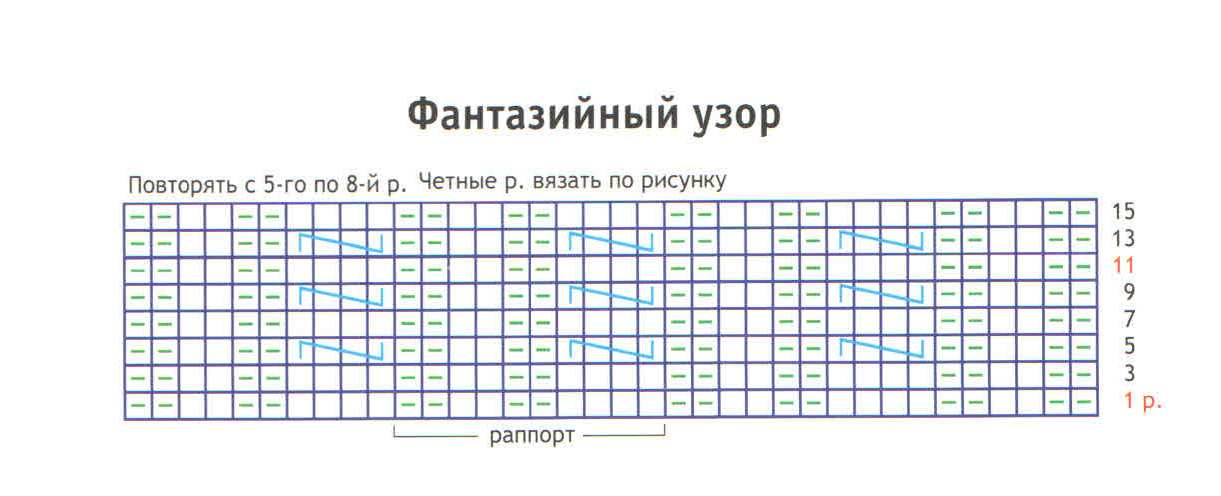 Фантазийный узор
Повторять с 5-го по 8-й р. Четные р. вязать по рисунку
15
13
11
9
7
5
3
1 р.
раппорт